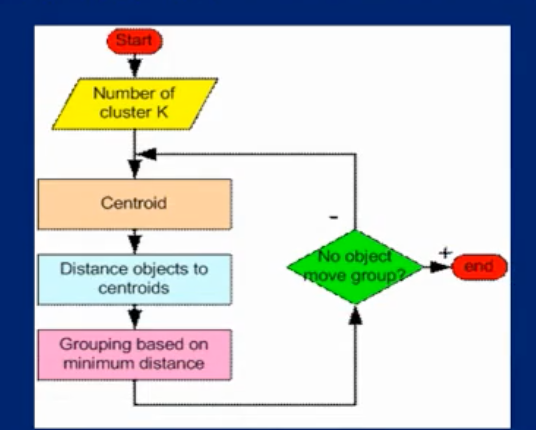 Start
Number of
cluster K
Centroid
Distance objects to
centroids
Grouping based on
minimum distance
-
No object
move group?
+
end